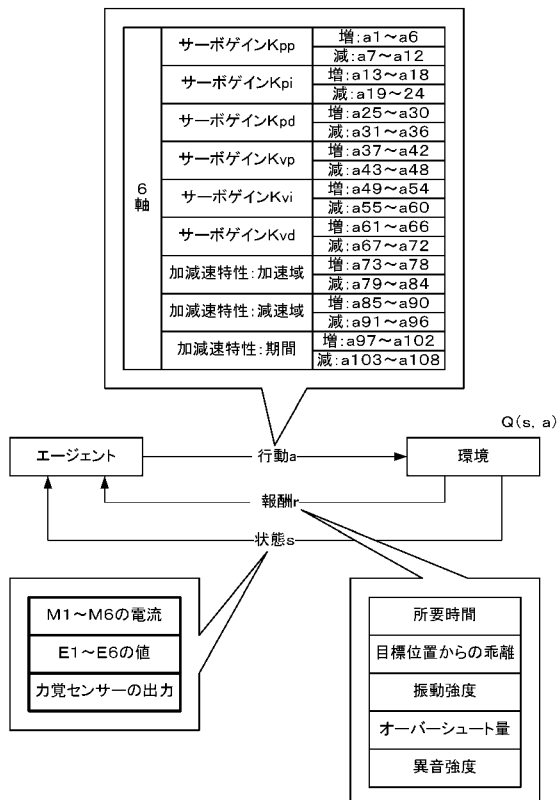 6軸
サーボゲインKpp
増:a1～a6
減:a7～a12
サーボゲインKpi
増:a13～a18
減:a19～24
サーボゲインKpd
増:a25～a30
減:a31～a36
サーボゲインKvp
増:a37～a42
減:a43～a48
サーボゲインKvi
増:a49～a54
減:a55～a60
サーボゲインKvd
増:a61～a66
減:a67～a72
加減速特性:加速域
増:a73～a78
減:a79～a84
加減速特性:減速域
増:a85～a90
減:a91～a96
加減速特性:期間
増:a97～a102
減:a103～a108
Q(s, a)
エージェント
行動a
環境
報酬r
状態s
M1～M6の電流
E1～E6の値
力覚センサーの出力
所要時間
目標位置からの乖離
振動強度
オーバーシュート量
異音強度